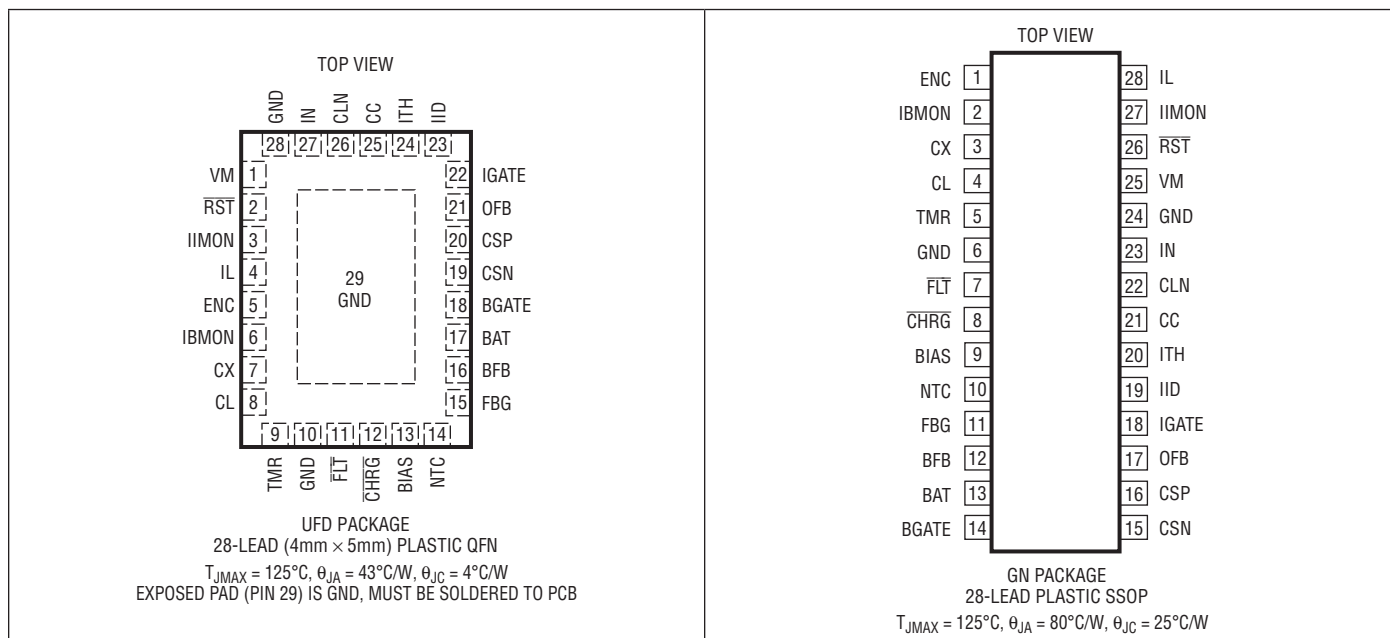 TOP VIEW
GND IN CLN CC ITH IID
28 27 26 25 24 23
VM 1
RST 2
IIMON 3
IL 4
ENC 5
IBMON 6
CX 7
CL 8
22 IGATE
21 OFB
20 CSP
19 CSN
18 BGATE
17 BAT
16 BFB
15 FBG
29
GND
9 10 11 12 13 14
TMR GND FLT CHRG BIAS NTC
UFD PACKAGE
28-LEAD (4mm × 5mm) PLASTIC QFN
TJMAX = 125°C, θJA = 43°C/W, θJC = 4°C/W
EXPOSED PAD (PIN 29) IS GND, MUST BE SOLDERED TO PCB
TOP VIEW
ENC 1
IBMON 2
CX 3
CL 4
TMR 5
GND 6
FLT 7
CHRG 8
BIAS 9
NTC 10
FBG 11
BFB 12
BAT 13
BGATE 14
28 IL
27 IIMON
26 RST
25 VM
24 GND
23 IN
22 CLN
21 CC
20 ITH
19 IID
18 IGATE
17 OFB
16 CSP
15 CSN
GN PACKAGE
28-LEAD PLASTIC SSOP
TJMAX = 125°C, θJA = 80°C/W, θJC = 25°C/W